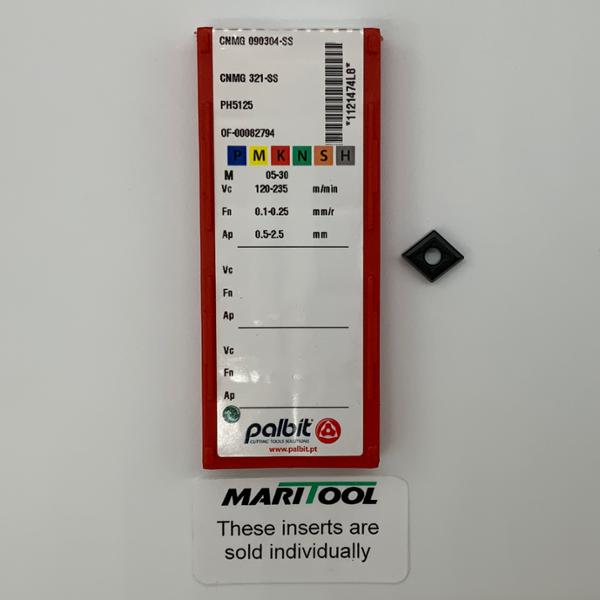 CNMG 090304-SS
CNMG 321-SS
PH5125
OF-00082794
*1121474L8*
P M K N S H
M 05-30
Vc 120-235 m/min
Fn 0.1-0.25 mm/r
Ap 0.5-2.5 mm
Vc
Fn
Ap
Vc
Fn
Ap
palbit
CUTTING TOOLS SOLUTIONS
www.palbit.pt
MARITOOL
These inserts are
sold individually